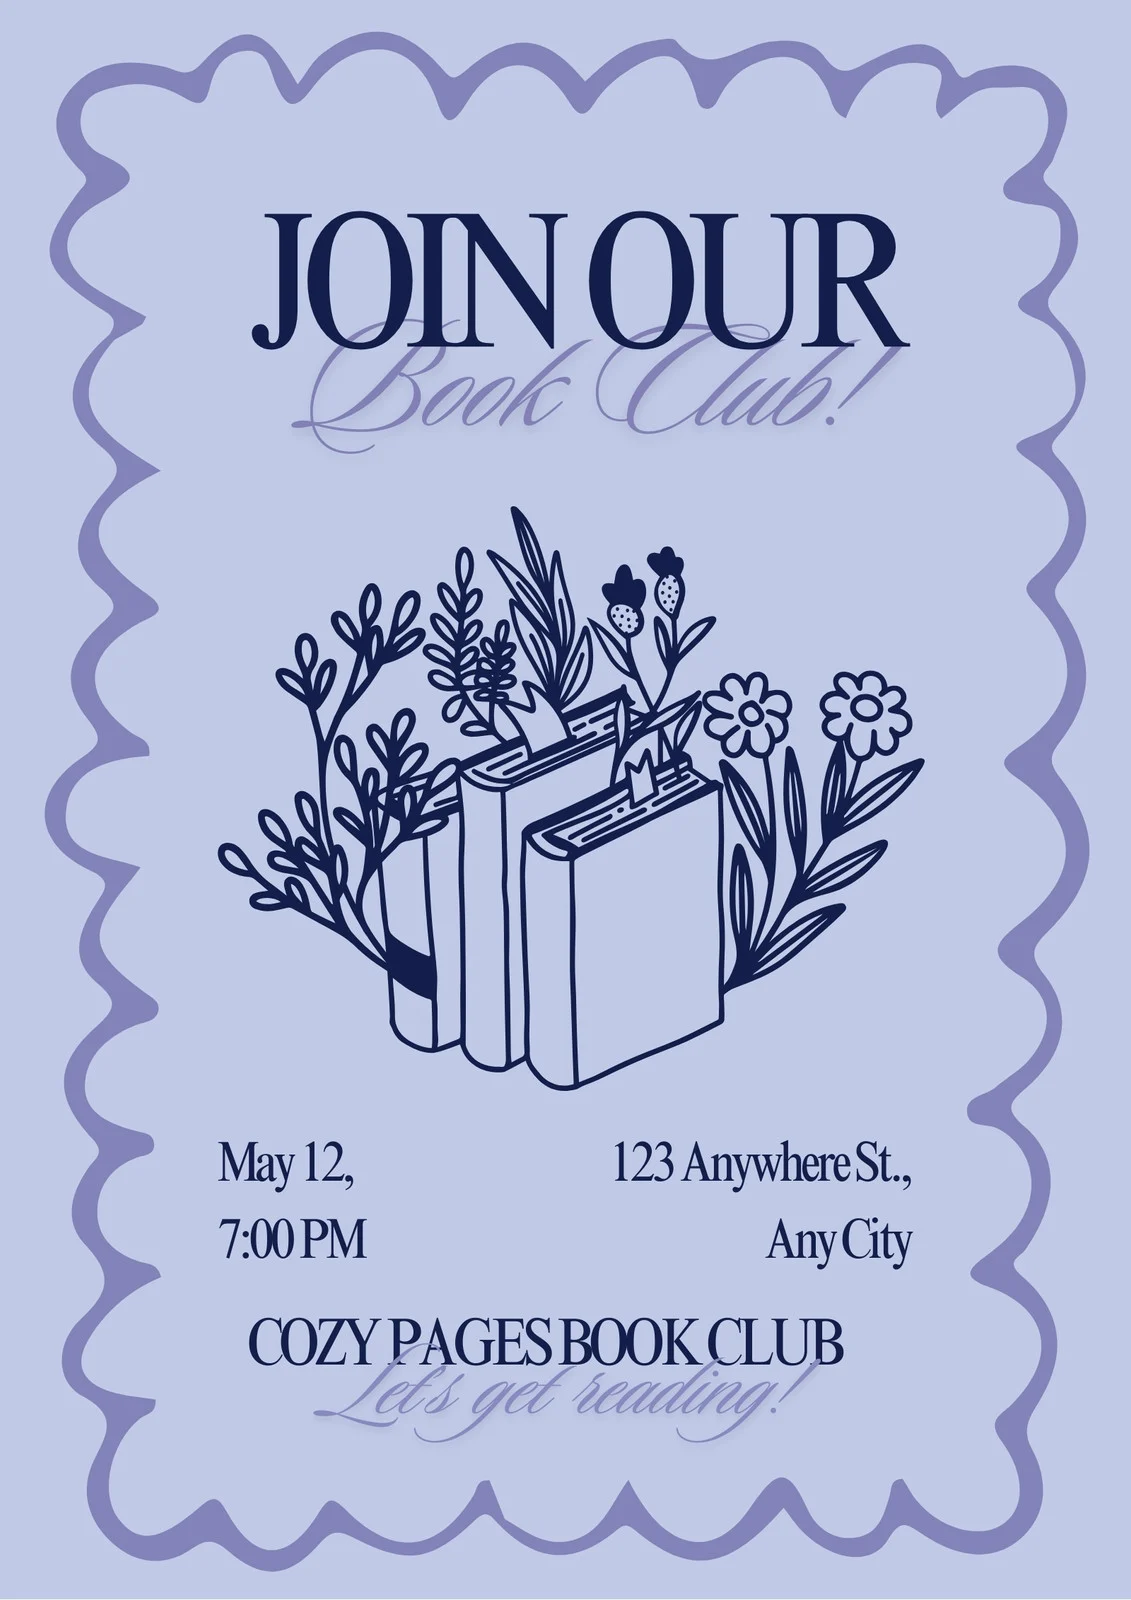 JOIN OUR
Book Club!
May 12,
7:00 PM
123 Anywhere St.,
Any City
COZY PAGES BOOK CLUB
Let's get reading!